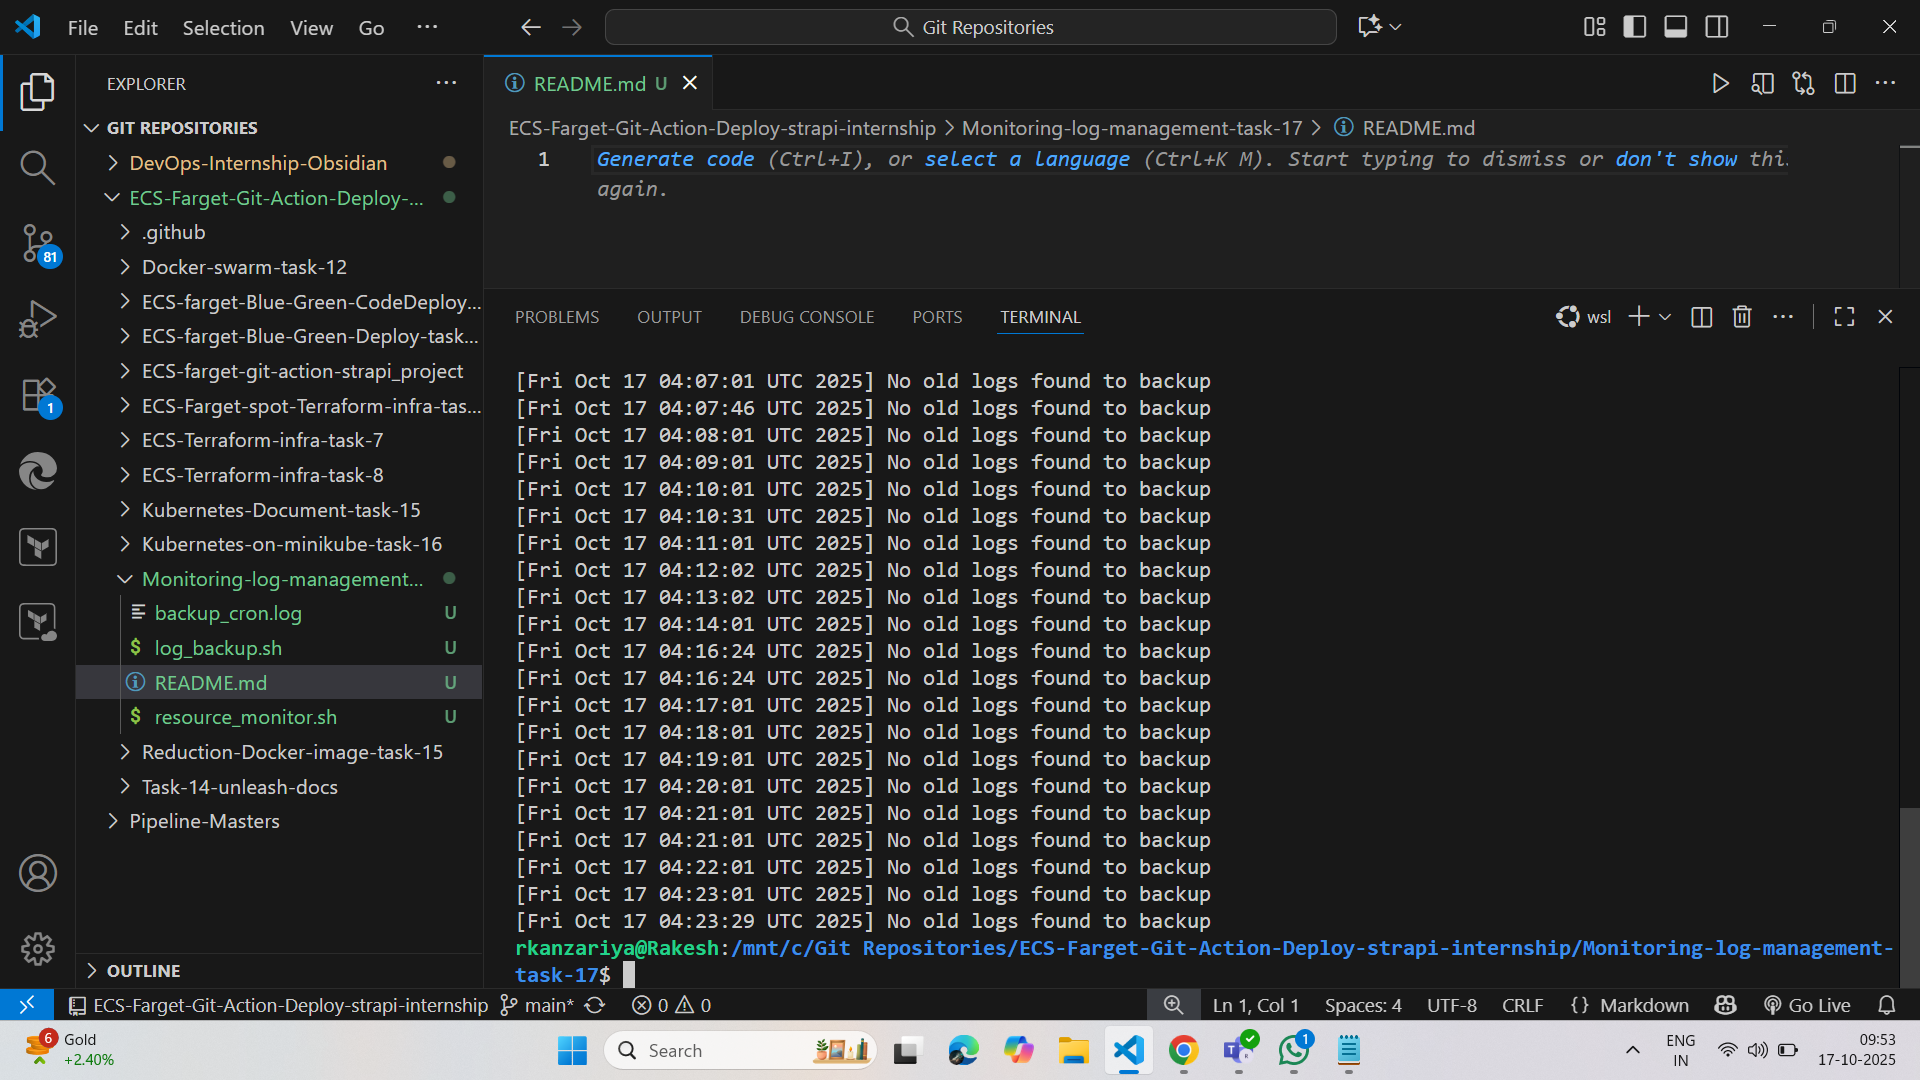 File Edit Selection View Go ···
Git Repositories
EXPLORER
GIT REPOSITORIES
DevOps-Internship-Obsidian
ECS-Farget-Git-Action-Deploy-...
.github
Docker-swarm-task-12
ECS-farget-Blue-Green-CodeDeploy...
ECS-farget-Blue-Green-Deploy-task...
ECS-farget-git-action-strapi_project
ECS-Farget-spot-Terraform-infra-tas...
ECS-Terraform-infra-task-7
ECS-Terraform-infra-task-8
Kubernetes-Document-task-15
Kubernetes-on-minikube-task-16
Monitoring-log-management...
backup_cron.log U
$ log_backup.sh U
README.md U
$ resource_monitor.sh U
Reduction-Docker-image-task-15
Task-14-unleash-docs
Pipeline-Masters
OUTLINE
81
1
README.md U
ECS-Farget-Git-Action-Deploy-strapi-internship > Monitoring-log-management-task-17 > README.md
1 Generate code (Ctrl+I), or select a language (Ctrl+K M). Start typing to dismiss or don't show thi
again.
PROBLEMS OUTPUT DEBUG CONSOLE PORTS TERMINAL
wsl
[Fri Oct 17 04:07:01 UTC 2025] No old logs found to backup
[Fri Oct 17 04:07:46 UTC 2025] No old logs found to backup
[Fri Oct 17 04:08:01 UTC 2025] No old logs found to backup
[Fri Oct 17 04:09:01 UTC 2025] No old logs found to backup
[Fri Oct 17 04:10:01 UTC 2025] No old logs found to backup
[Fri Oct 17 04:10:31 UTC 2025] No old logs found to backup
[Fri Oct 17 04:11:01 UTC 2025] No old logs found to backup
[Fri Oct 17 04:12:02 UTC 2025] No old logs found to backup
[Fri Oct 17 04:13:02 UTC 2025] No old logs found to backup
[Fri Oct 17 04:14:01 UTC 2025] No old logs found to backup
[Fri Oct 17 04:16:24 UTC 2025] No old logs found to backup
[Fri Oct 17 04:16:24 UTC 2025] No old logs found to backup
[Fri Oct 17 04:17:01 UTC 2025] No old logs found to backup
[Fri Oct 17 04:18:01 UTC 2025] No old logs found to backup
[Fri Oct 17 04:19:01 UTC 2025] No old logs found to backup
[Fri Oct 17 04:20:01 UTC 2025] No old logs found to backup
[Fri Oct 17 04:21:01 UTC 2025] No old logs found to backup
[Fri Oct 17 04:21:01 UTC 2025] No old logs found to backup
[Fri Oct 17 04:22:01 UTC 2025] No old logs found to backup
[Fri Oct 17 04:23:01 UTC 2025] No old logs found to backup
[Fri Oct 17 04:23:29 UTC 2025] No old logs found to backup
rkanzariya@Rakesh:/mnt/c/Git Repositories/ECS-Farget-Git-Action-Deploy-strapi-internship/Monitoring-log-management-
task-17$
ECS-Farget-Git-Action-Deploy-strapi-internship main* 0 0 Ln 1, Col 1 Spaces: 4 UTF-8 CRLF {} Markdown Go Live
6
Gold
+2.40%
Search
1
ENG
IN
09:53
17-10-2025